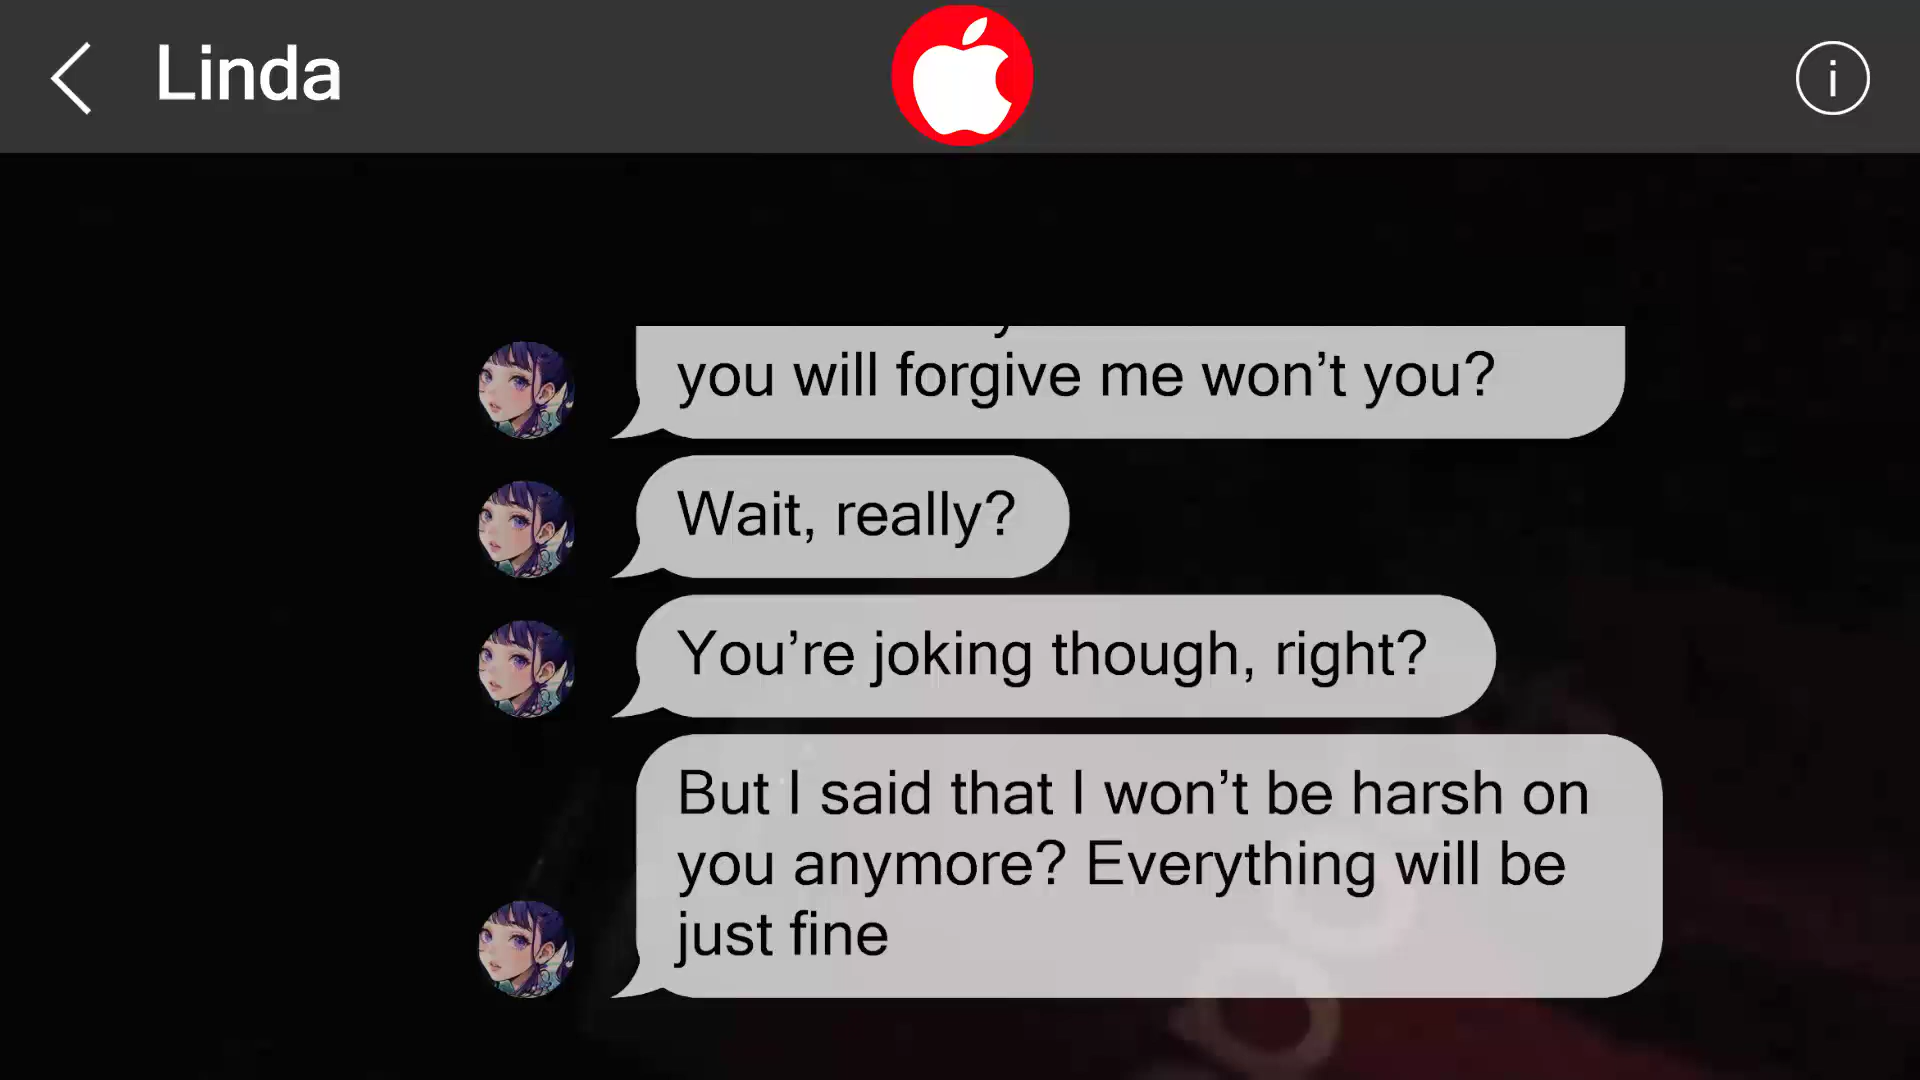 Linda
i
you will forgive me won’t you?
Wait, really?
You’re joking though, right?
But I said that I won’t be harsh on
you anymore? Everything will be
just fine